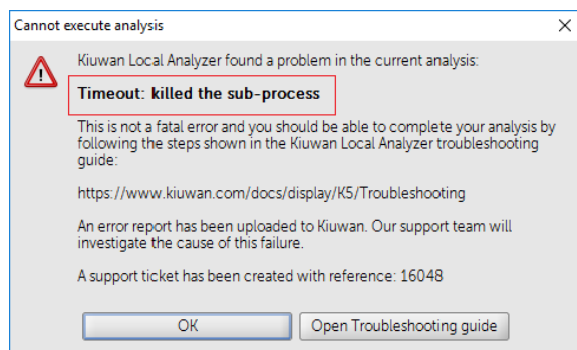 Cannot execute analysis
Kiuwan Local Analyzer found a problem in the current analysis:
Timeout: killed the sub-process
This is not a fatal error and you should be able to complete your analysis by
following the steps shown in the Kiuwan Local Analyzer troubleshooting
guide:
https://www.kiuwan.com/docs/display/K5/Troubleshooting
An error report has been uploaded to Kiuwan. Our support team will
investigate the cause of this failure.
A support ticket has been created with reference: 16048
OK
Open Troubleshooting guide